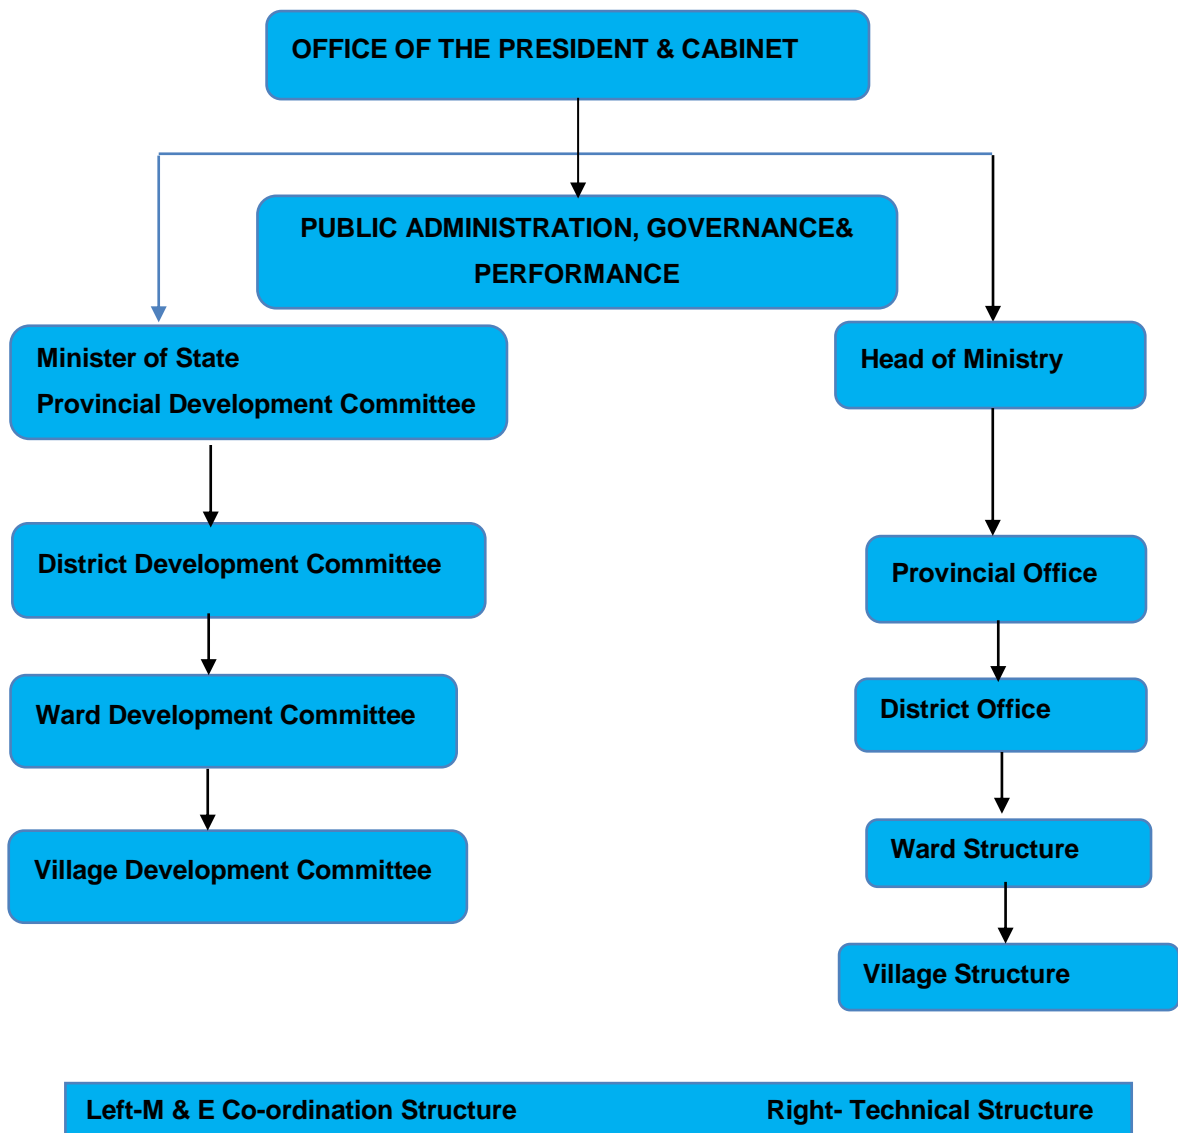 OFFICE OF THE PRESIDENT & CABINET
PUBLIC ADMINISTRATION, GOVERNANCE&
PERFORMANCE
Minister of State
Provincial Development Committee
Head of Ministry
District Development Committee
Provincial Office
Ward Development Committee
District Office
Village Development Committee
Ward Structure
Village Structure
Left-M & E Co-ordination Structure Right- Technical Structure